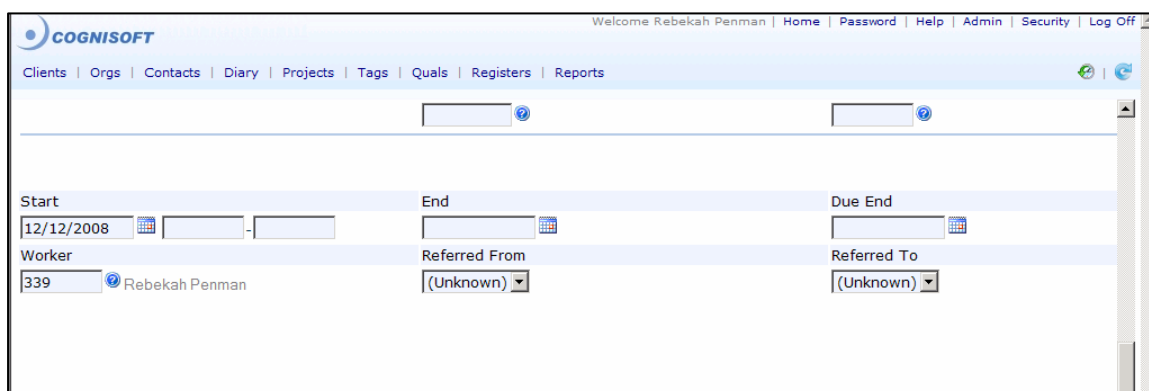 Welcome Rebekah Penman | Home | Password | Help | Admin | Security | Log Off
COGNISOFT
Clients | Orgs | Contacts | Diary | Projects | Tags | Quals | Registers | Reports
Start End Due End
12/12/2008 -
Worker Referred From Referred To
339 Rebekah Penman (Unknown) (Unknown)